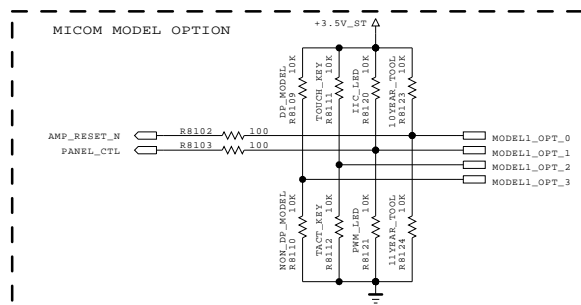 MICOM MODEL OPTION
+3.5V_ST
DP_MODEL
R8109 10K
TOUCH_KEY
R8111 10K
IIC_LED
R8120 10K
10YEAR_TOOL
R8123 10K
AMP_RESET_N
R8102 100
MODEL1_OPT_0
PANEL_CTL
R8103 100
MODEL1_OPT_1
MODEL1_OPT_2
MODEL1_OPT_3
NON_DP_MODEL
R8110 10K
TACT_KEY
R8112 10K
PWM_LED
R8121 10K
11YEAR_TOOL
R8124 10K